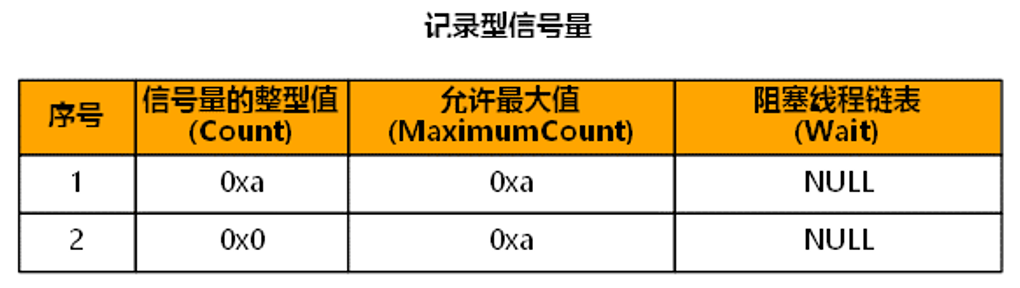 记录型信号量
序号 信号量的整型值 允许最大值 阻塞线程链表
(Count) (MaximumCount) (Wait)
1 0xa 0xa NULL
2 0x0 0xa NULL